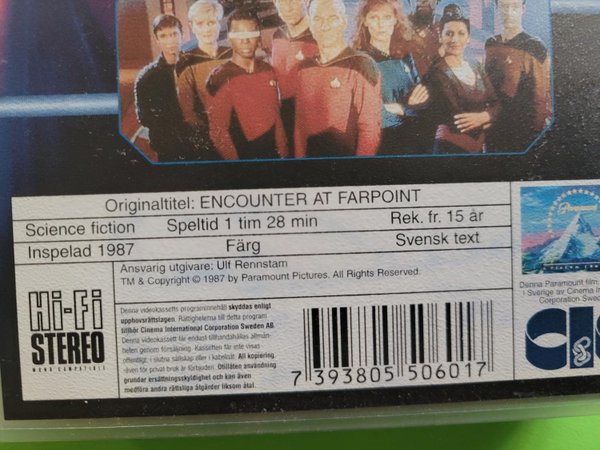 Originaltitel: ENCOUNTER AT FARPOINT
Science fiction Speltid 1 tim 28 min Rek. fr. 15 år
Inspelad 1987 Färg Svensk text
Ansvarig utgivare: Ulf Rennstam
TM & Copyright © 1987 by Paramount Pictures. All Rights Reserved.
Hi-Fi
STEREO
MONO COMPATIBLE
Denna videokassetts programinnehåll skyddas enligt
upphovsrättslagen. Rättigheterna till detta program
tillhör Cinema International Corporation Sweden AB.
Denna videokassett får endast tillhandahållas allmän-
heten genom försäljning. Kassetten får inte visas
offentligt, i slutna sällskap eller i kabelnät. All kopiering,
även för privat bruk är förbjuden. Otillåten användning
grundar ersättningsskyldighet och kan även
medföra andra rättsliga åtgärder liksom åtal.
7 393805 506017
Paramount
Denna Paramount film
i Sverige av Cinema
Corporation